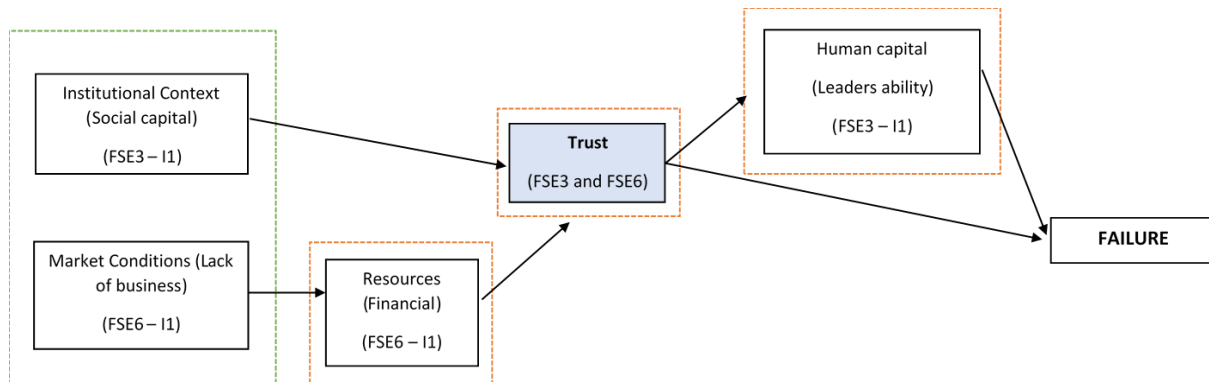 Institutional Context
(Social capital)
(FSE3 – I1)
Market Conditions (Lack
of business)
(FSE6 – I1)
Resources
(Financial)
(FSE6 – I1)
Trust
(FSE3 and FSE6)
Human capital
(Leaders ability)
(FSE3 – I1)
FAILURE